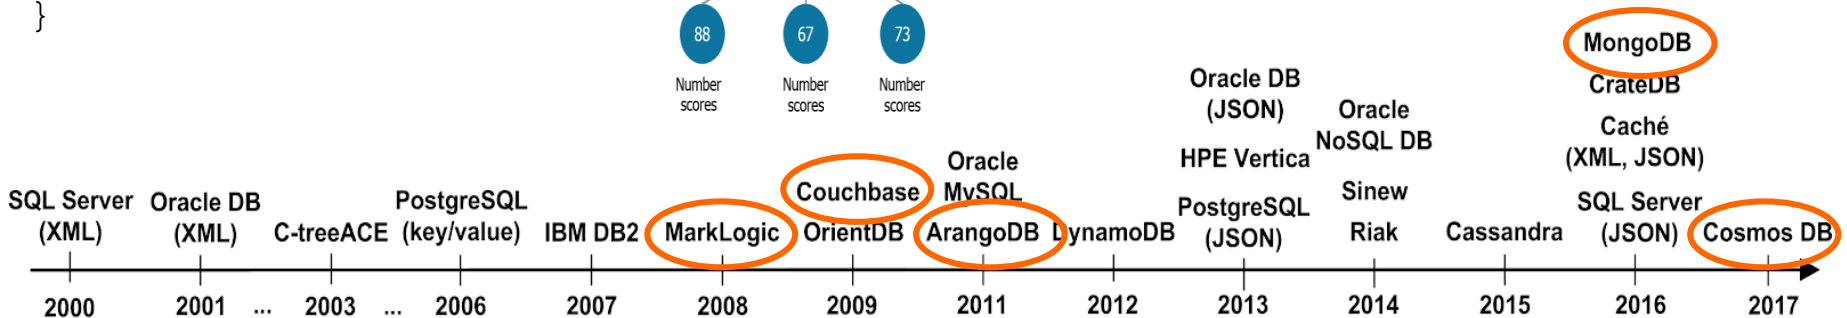 }
88 67 73
Number Number Number
scores scores scores
MongoDB
CrateDB
Oracle DB
(JSON)
Oracle
NoSQL DB
Caché
(XML, JSON)
HPE Vertica
Oracle
MySQL
Couchbase
Sinew
SQL Server
(XML)
Oracle DB
(XML)
C-treeACE
PostgreSQL
(key/value)
IBM DB2
MarkLogic
OrientDB
ArangoDB
DynamoDB
PostgreSQL
(JSON)
Riak
Cassandra
SQL Server
(JSON)
Cosmos DB
2000 2001 ... 2003 ... 2006 2007 2008 2009 2011 2012 2013 2014 2015 2016 2017